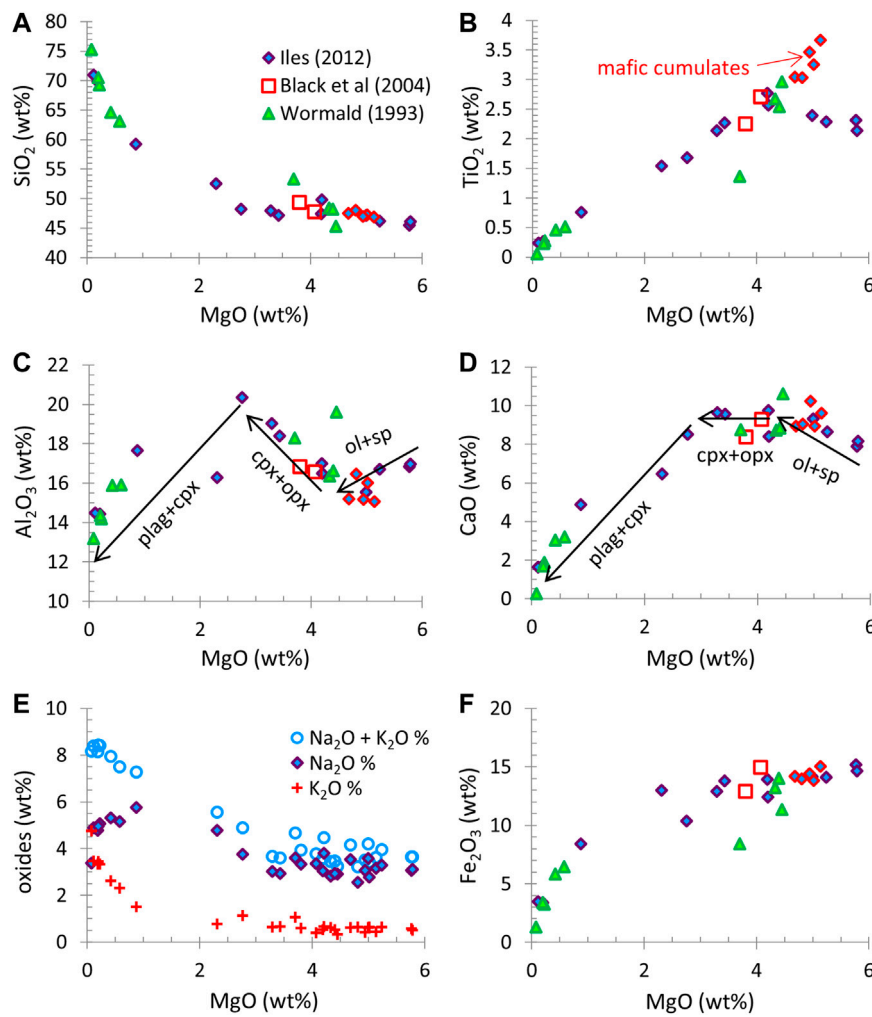 A
80
75
70
65
60
55
50
45
40
SiO2 (wt%)
0 2 4 6
MgO (wt%)
Iles (2012)
Black et al (2004)
Wormald (1993)
B
4
3.5
3
2.5
2
1.5
1
0.5
0
TiO2 (wt%)
mafic cumulates
0 2 4 6
MgO (wt%)
C
22
20
18
16
14
12
10
Al2O3 (wt%)
plag+cpx
cpx+opx
ol+sp
0 2 4 6
MgO (wt%)
D
12
10
8
6
4
2
0
CaO (wt%)
plag+cpx
cpx+opx
ol+sp
0 2 4 6
MgO (wt%)
E
10
8
6
4
2
0
oxides (wt%)
Na2O + K2O %
Na2O %
K2O %
0 2 4 6
MgO (wt%)
F
20
15
10
5
0
Fe2O3 (wt%)
0 2 4 6
MgO (wt%)